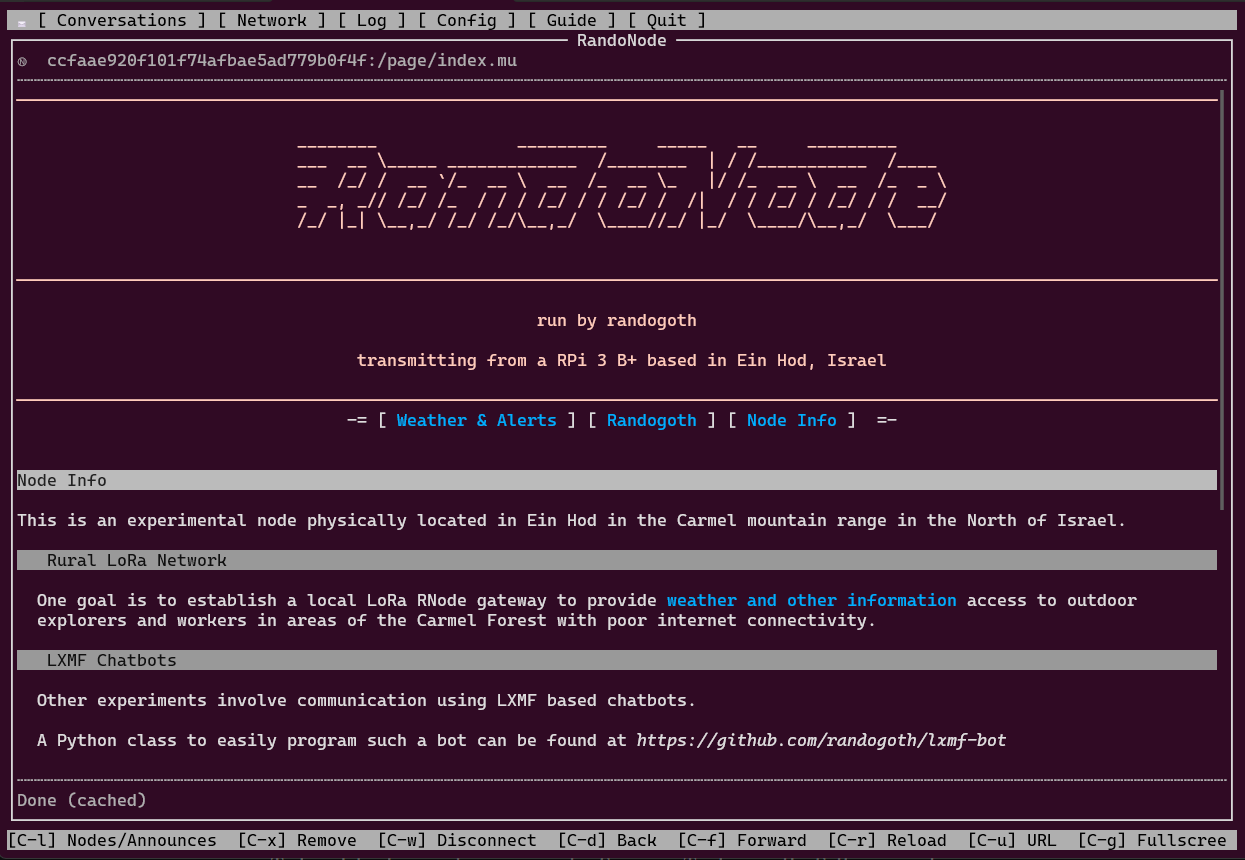 [ Conversations ] [ Network ] [ Log ] [ Config ] [ Guide ] [ Quit ]
RandoNode
ccfaae920f101f74afbae5ad779b0f4f:/page/index.mu
RandoNode
run by randogoth
transmitting from a RPi 3 B+ based in Ein Hod, Israel
-= [ Weather & Alerts ] [ Randogoth ] [ Node Info ]  =-
Node Info
This is an experimental node physically located in Ein Hod in the Carmel mountain range in the North of Israel.
Rural LoRa Network
One goal is to establish a local LoRa RNode gateway to provide weather and other information access to outdoor
explorers and workers in areas of the Carmel Forest with poor internet connectivity.
LXMF Chatbots
Other experiments involve communication using LXMF based chatbots.
A Python class to easily program such a bot can be found at https://github.com/randogoth/lxmf-bot
Done (cached)
[C-l] Nodes/Announces  [C-x] Remove  [C-w] Disconnect  [C-d] Back  [C-f] Forward  [C-r] Reload  [C-u] URL  [C-g] Fullscree